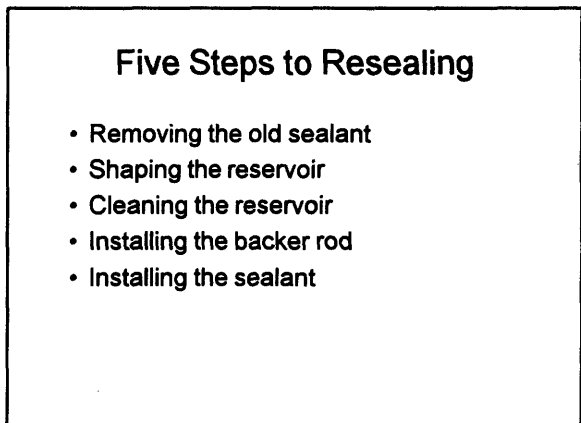 Five Steps to Resealing
• Removing the old sealant
• Shaping the reservoir
• Cleaning the reservoir
• Installing the backer rod
• Installing the sealant